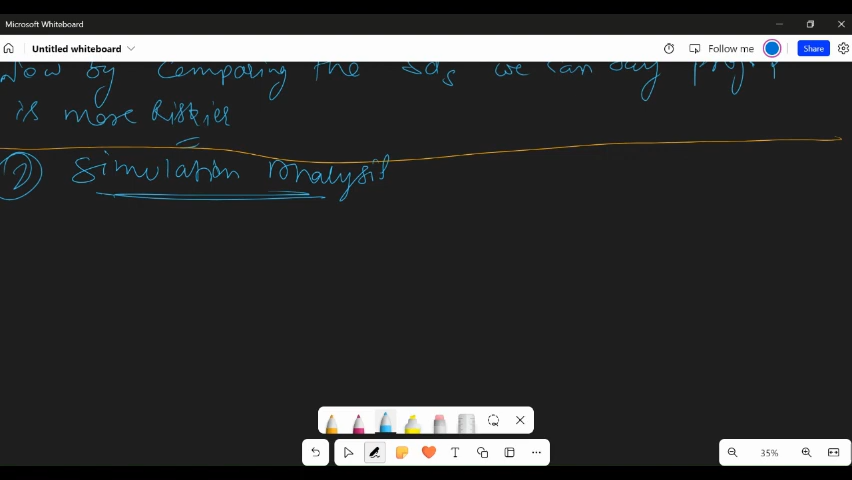 Microsoft Whiteboard
Untitled whiteboard
Follow me
Share
Now by Comparing the Sds we can Say
is more Riskier
2 Simulation Analysis
T
35%